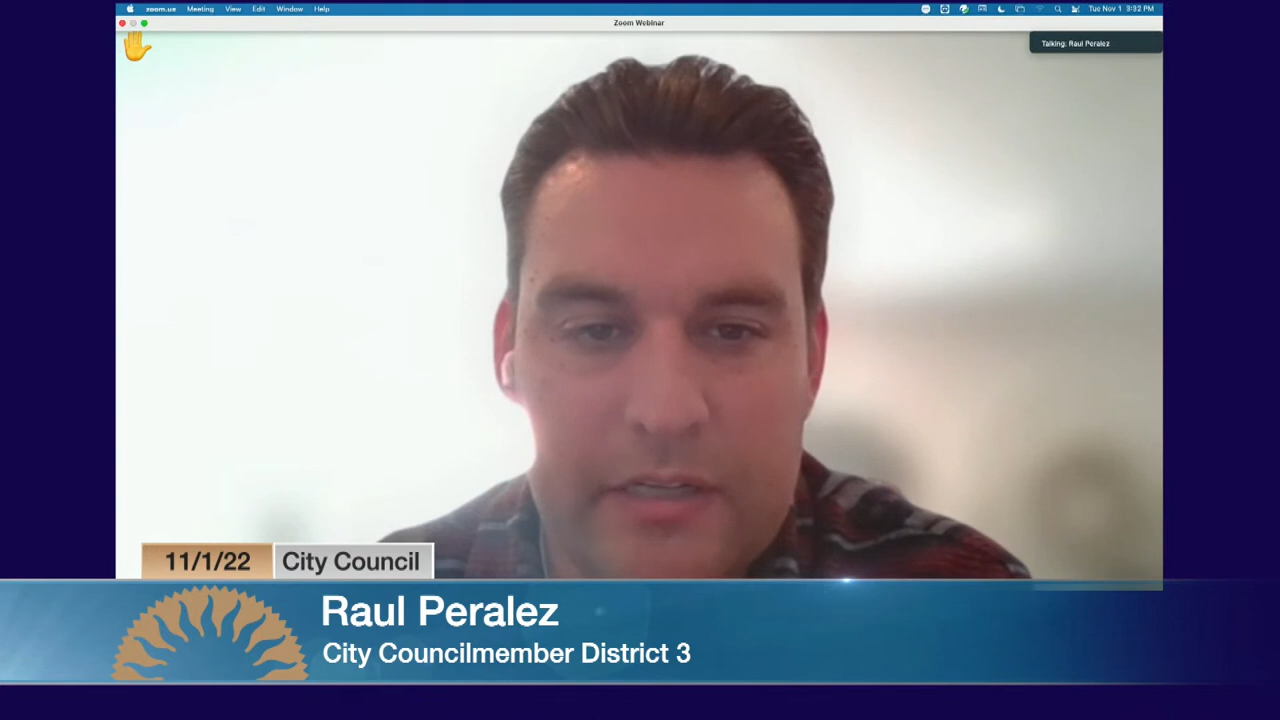 zoom.us Meeting View Edit Window Help Tue Nov 1 3:32 PM
Zoom Webinar
Talking: Raul Peralez
11/1/22 City Council
Raul Peralez
City Councilmember District 3